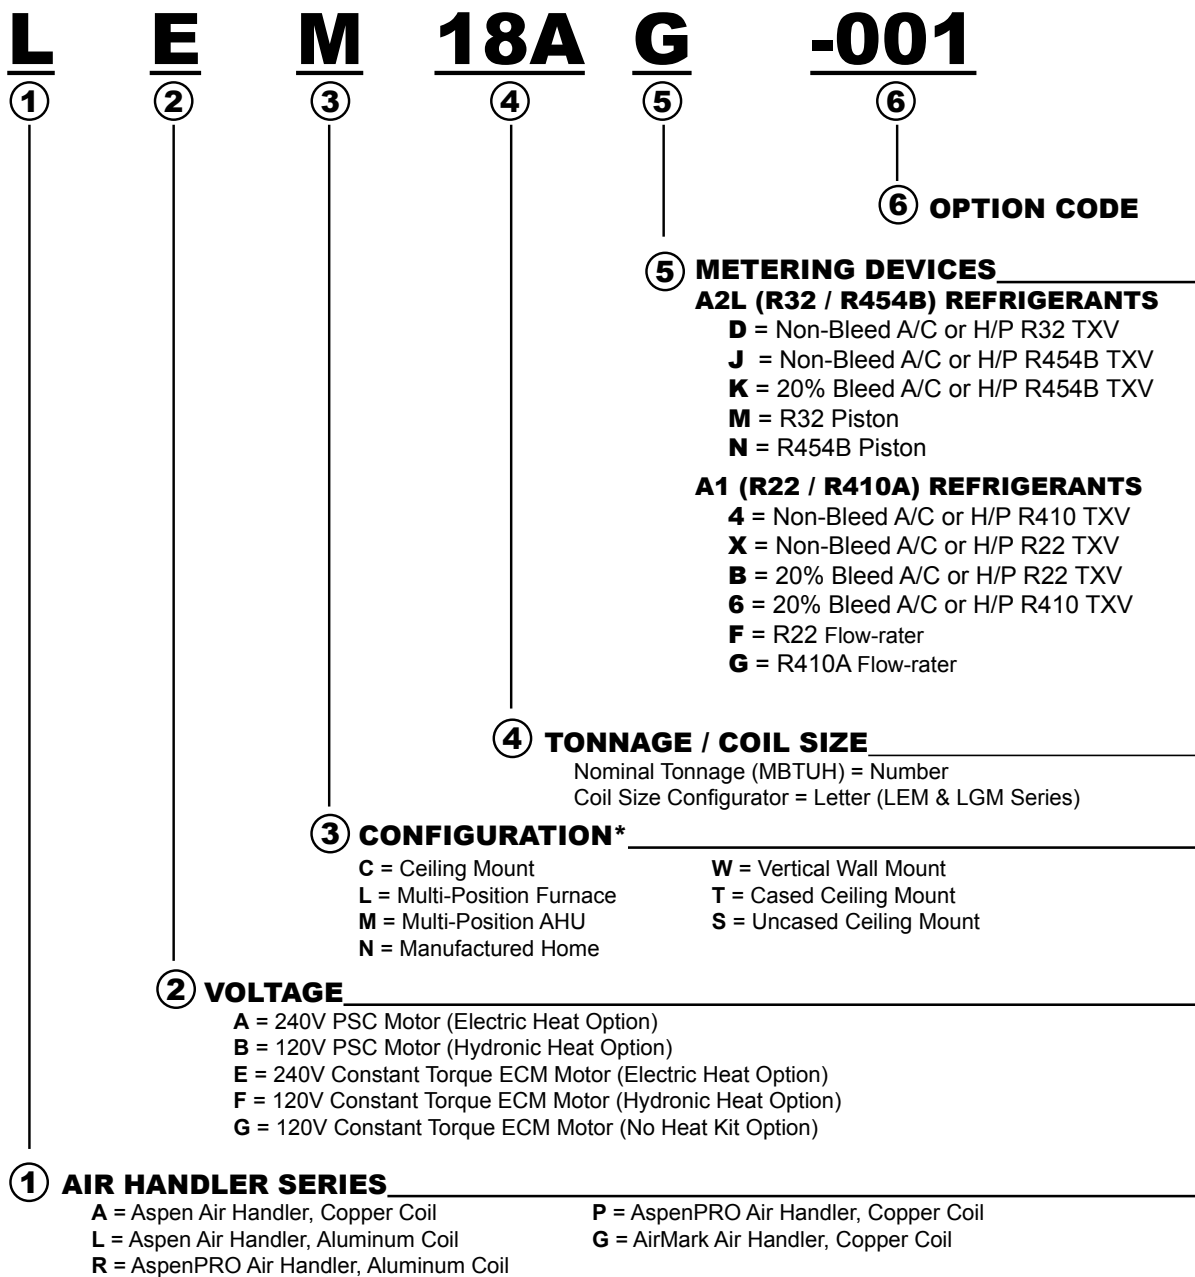 L E M 18A G -001
1 2 3 4 5 6
6 OPTION CODE
5 METERING DEVICES
A2L (R32 / R454B) REFRIGERANTS
D = Non-Bleed A/C or H/P R32 TXV
J = Non-Bleed A/C or H/P R454B TXV
K = 20% Bleed A/C or H/P R454B TXV
M = R32 Piston
N = R454B Piston
A1 (R22 / R410A) REFRIGERANTS
4 = Non-Bleed A/C or H/P R410 TXV
X = Non-Bleed A/C or H/P R22 TXV
B = 20% Bleed A/C or H/P R22 TXV
6 = 20% Bleed A/C or H/P R410 TXV
F = R22 Flow-rater
G = R410A Flow-rater
4 TONNAGE / COIL SIZE
Nominal Tonnage (MBTUH) = Number
Coil Size Configurator = Letter (LEM & LGM Series)
3 CONFIGURATION*
C = Ceiling Mount
L = Multi-Position Furnace
M = Multi-Position AHU
N = Manufactured Home
W = Vertical Wall Mount
T = Cased Ceiling Mount
S = Uncased Ceiling Mount
2 VOLTAGE
A = 240V PSC Motor (Electric Heat Option)
B = 120V PSC Motor (Hydronic Heat Option)
E = 240V Constant Torque ECM Motor (Electric Heat Option)
F = 120V Constant Torque ECM Motor (Hydronic Heat Option)
G = 120V Constant Torque ECM Motor (No Heat Kit Option)
1 AIR HANDLER SERIES
A = Aspen Air Handler, Copper Coil
L = Aspen Air Handler, Aluminum Coil
R = AspenPRO Air Handler, Aluminum Coil
P = AspenPRO Air Handler, Copper Coil
G = AirMark Air Handler, Copper Coil